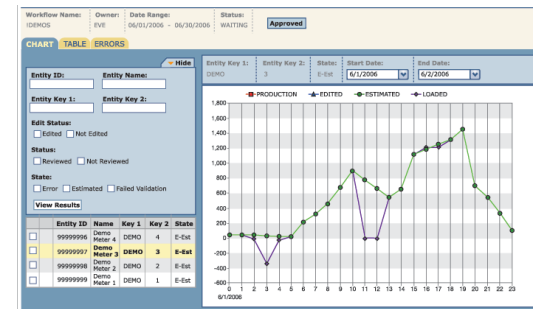 Workflow Name: Owner: Date Range: Status:
!DEMOS EVE 06/01/2006 - 06/30/2006 WAITING Approved
CHART TABLE ERRORS
Hide
Entity ID: Entity Name:
Entity Key 1: Entity Key 2:
Edit Status:
Edited Not Edited
Status:
Reviewed Not Reviewed
State:
Error Estimated Failed Validation
View Results
Entity ID Name Key 1 Key 2 State
99999996 Demo Meter 4 DEMO 4 E-Est
99999997 Demo Meter 3 DEMO 3 E-Est
99999998 Demo Meter 2 DEMO 2 E-Est
99999999 Demo Meter 1 DEMO 1 E-Est
Entity Key 1: Entity Key 2: State: Start Date: End Date:
DEMO 3 E-Est 6/1/2006 6/2/2006
PRODUCTION EDITED ESTIMATED LOADED
1,800
1,600
1,400
1,200
1,000
800
600
400
200
0
-200
-400
-600
0 1 2 3 4 5 6 7 8 9 10 11 12 13 14 15 16 17 18 19 20 21 22 23
6/1/2006